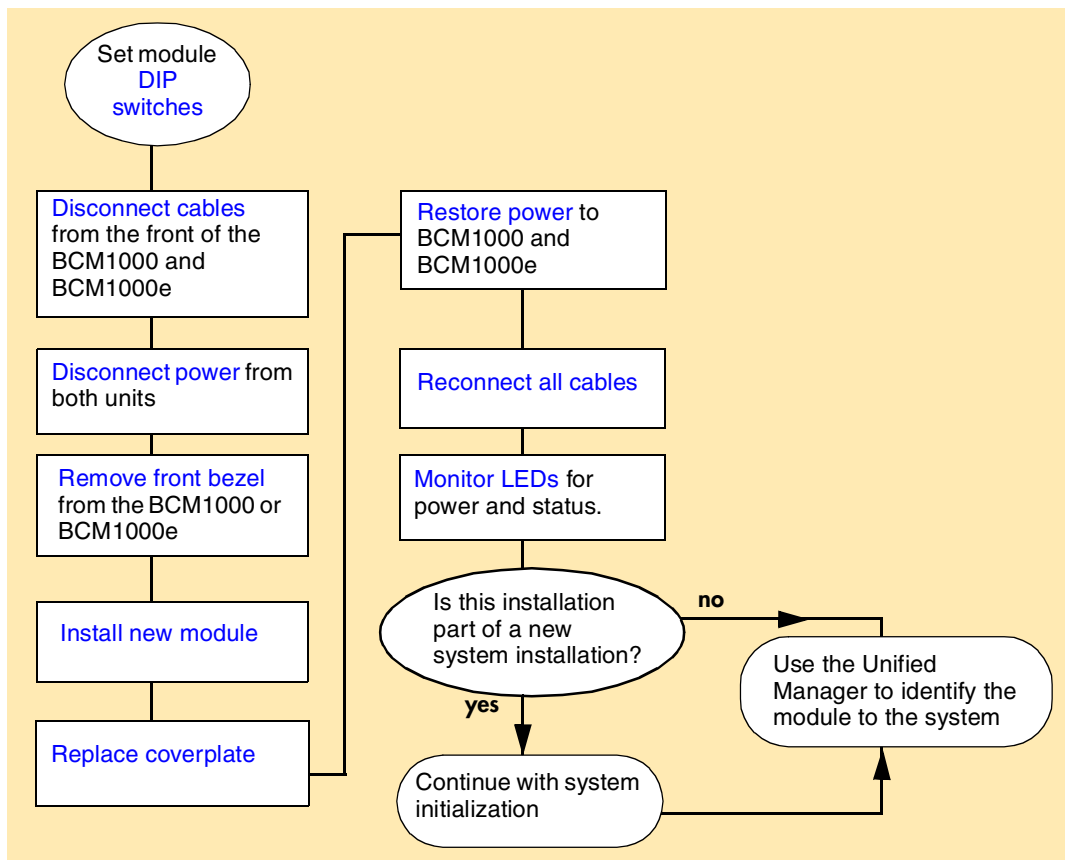 Set module
DIP
switches
Disconnect cables
from the front of the
BCM1000 and
BCM1000e
Disconnect power from
both units
Remove front bezel
from the BCM1000 or
BCM1000e
Install new module
Replace coverplate
Restore power to
BCM1000 and
BCM1000e
Reconnect all cables
Monitor LEDs for
power and status.
Is this installation
part of a new
system installation?
no
yes
Use the Unified
Manager to identify the
module to the system
Continue with system
initialization